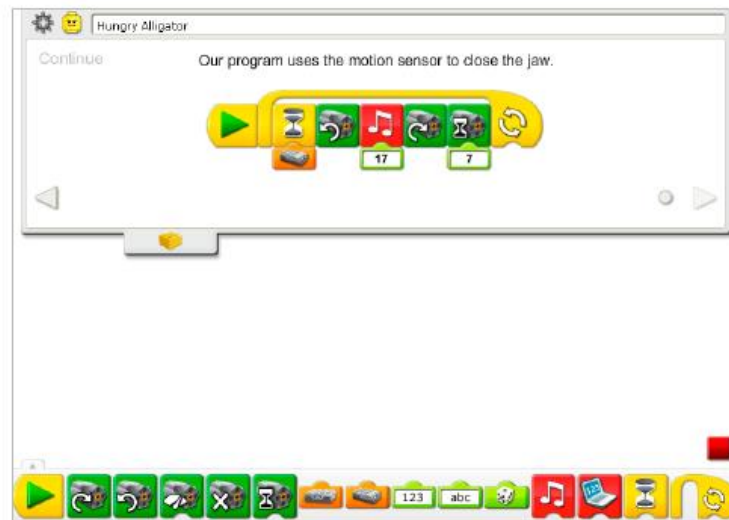 Hungry Alligator
Continue
Our program uses the motion sensor to close the jaw.
17
7
123
abc